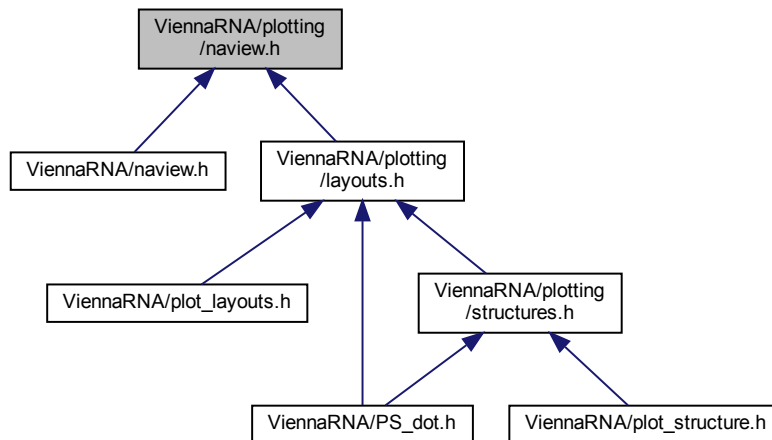 ViennaRNA/plotting
/naview.h
ViennaRNA/naview.h
ViennaRNA/plotting
/layouts.h
ViennaRNA/plot_layouts.h
ViennaRNA/plotting
/structures.h
ViennaRNA/PS_dot.h
ViennaRNA/plot_structure.h